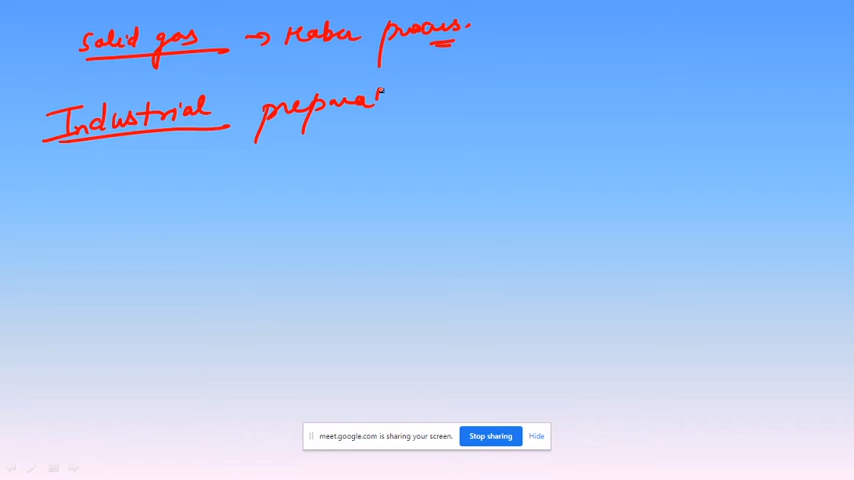 Solid gas → Haber process.
Industrial prepara
meet.google.com is sharing your screen. Stop sharing Hide